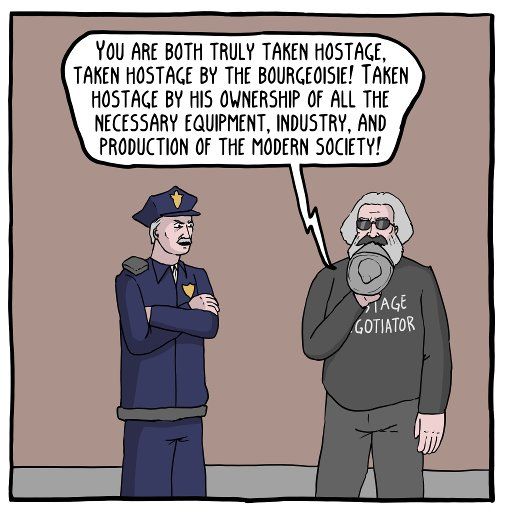 YOU ARE BOTH TRULY TAKEN HOSTAGE,
TAKEN HOSTAGE BY THE BOURGEOISIE! TAKEN
HOSTAGE BY HIS OWNERSHIP OF ALL THE
NECESSARY EQUIPMENT, INDUSTRY, AND
PRODUCTION OF THE MODERN SOCIETY!
STAGE
GOTIATOR